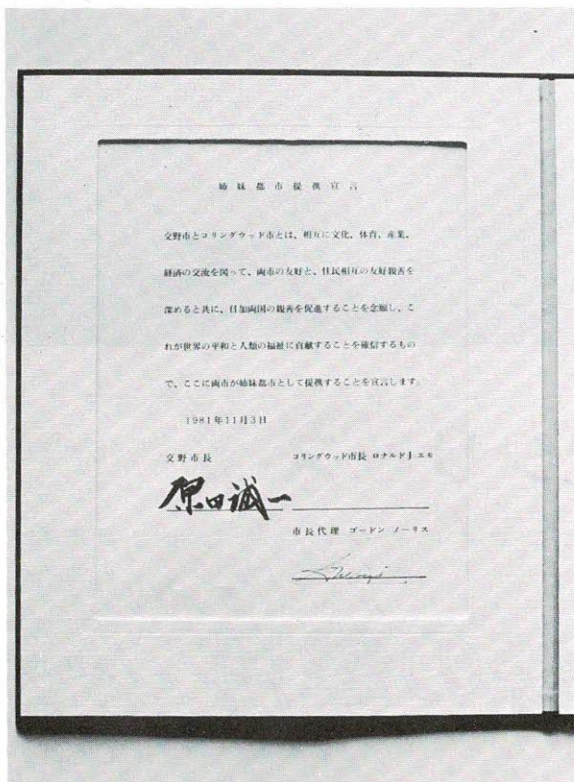 姉妹都市提携宣言
交野市とコリングウッド市とは、相互に文化、体育、産業、
経済の交流を図って、両市の友好と、住民相互の友好親善を
深めると共に、日加両国の親善を促進することを念願し、こ
れが世界の平和と人類の福祉に貢献することを確信するもの
で、ここに両市が姉妹都市として提携することを宣言します。
1981年11月3日
交野市長 コリングウッド市長 ロナルドJ エモ
原田誠一
市長代理 ゴードン ノーリス